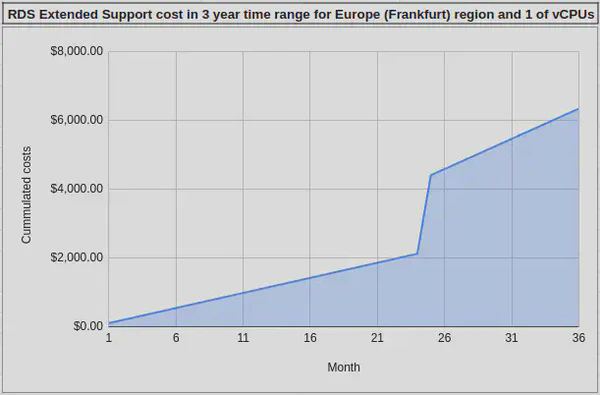 RDS Extended Support cost in 3 year time range for Europe (Frankfurt) region and 1 of vCPUs
$8,000.00
$6,000.00
$4,000.00
$2,000.00
$0.00
Cummulated costs
1 6 11 16 21 26 31 36
Month